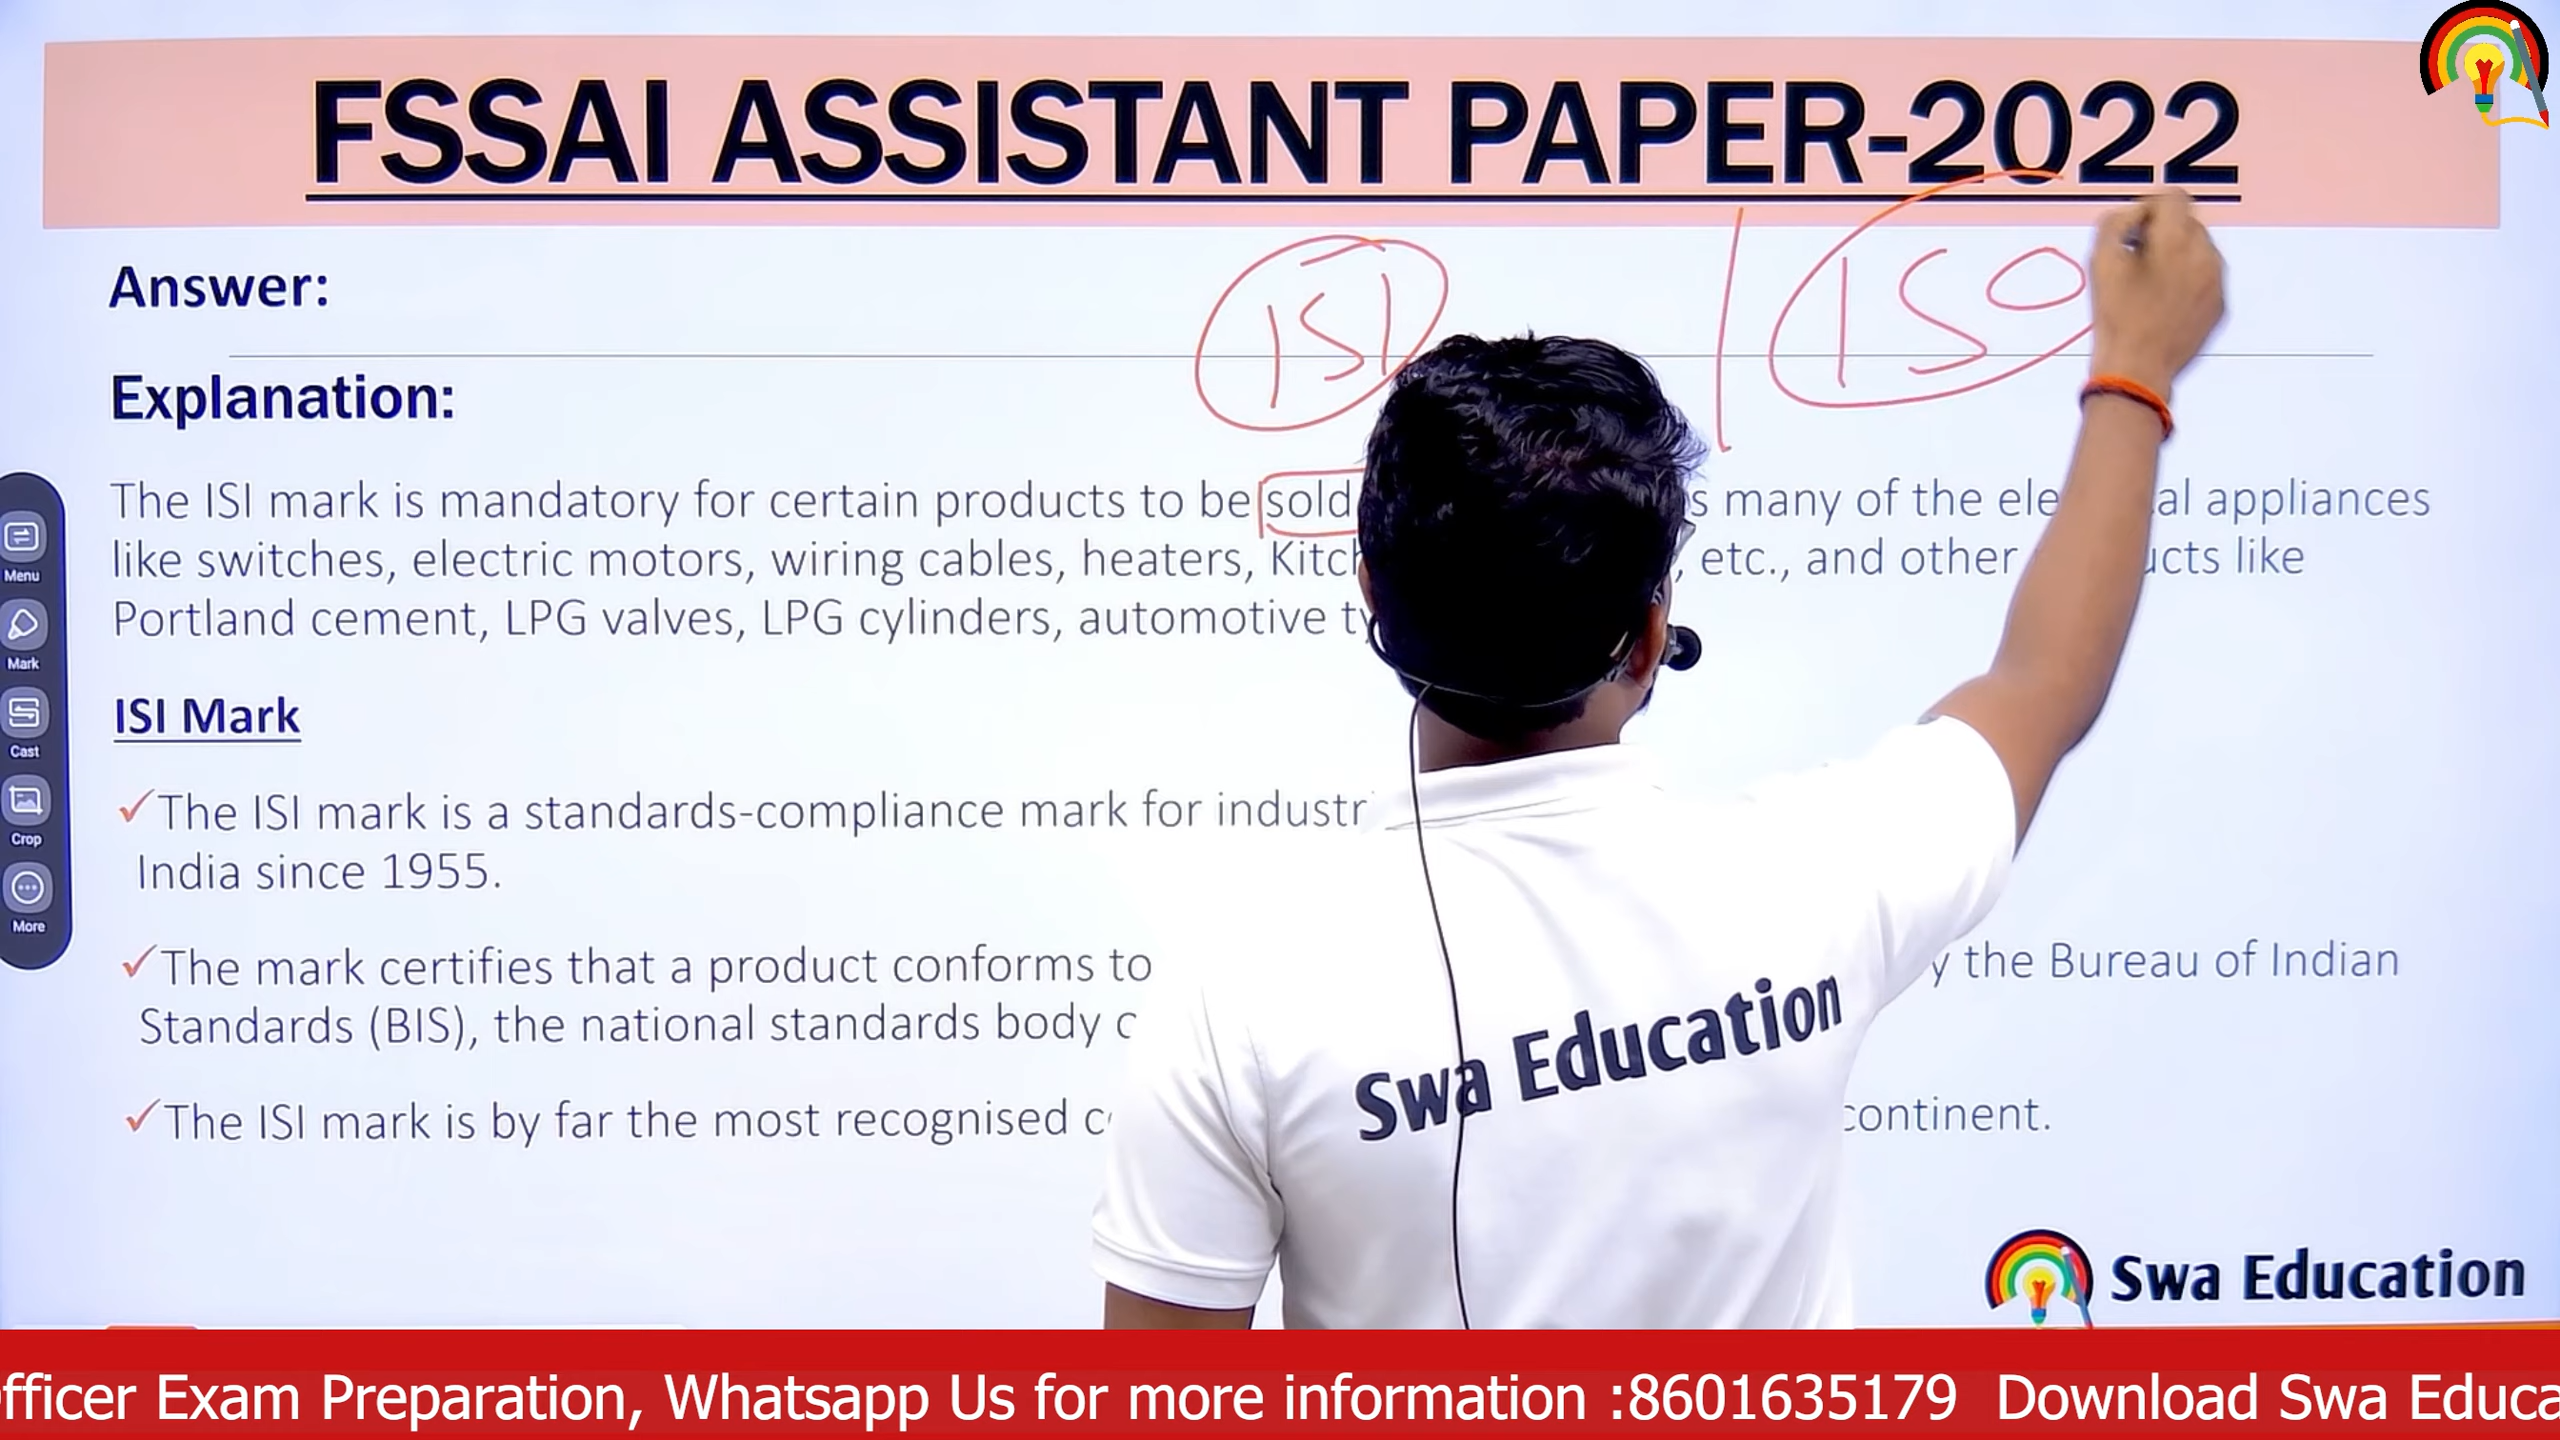 FSSAI ASSISTANT PAPER-2022
Answer:
ISI
ISO
Explanation:
The ISI mark is mandatory for certain products to be sold many of the al appliances
like switches, electric motors, wiring cables, heaters, etc., and other like
Portland cement, LPG valves, LPG cylinders, automotive
ISI Mark
✓The ISI mark is a standards-compliance mark for
India since 1955.
✓The mark certifies that a product conforms to the Bureau of Indian
Standards (BIS), the national standards body
✓The ISI mark is by far the most recognised continent.
Menu
Mark
Cast
Crop
More
Swa Education
Swa Education
fficer Exam Preparation, Whatsapp Us for more information :8601635179 Download Swa Educa